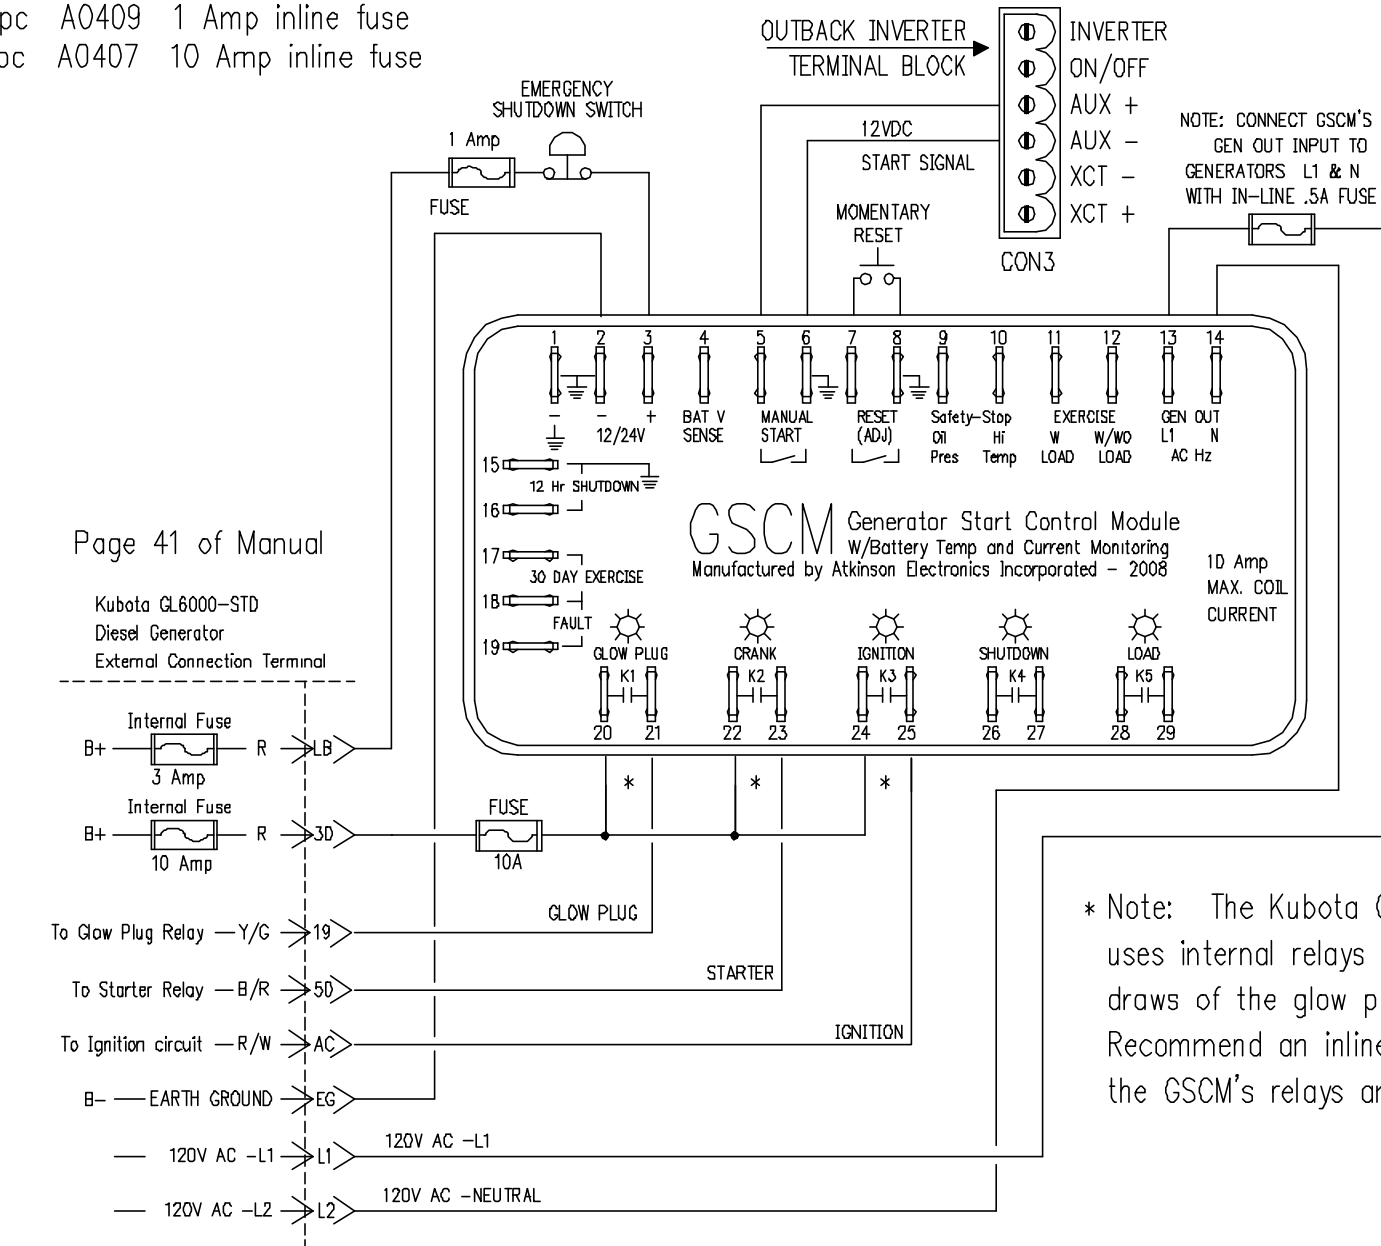 pc A0409 1 Amp inline fuse
pc A0407 10 Amp inline fuse
OUTBACK INVERTER
TERMINAL BLOCK
INVERTER
ON/OFF
AUX +
AUX -
XCT -
XCT +
CON3
EMERGENCY
SHUTDOWN SWITCH
1 Amp
FUSE
12VDC
START SIGNAL
MOMENTARY
RESET
NOTE: CONNECT GSCM'S
GEN OUT INPUT TO
GENERATORS L1 & N
WITH IN-LINE .5A FUSE
1 2 3 4 5 6 7 8 9 10 11 12 13 14
- - +
12/24V
BAT V
SENSE
MANUAL
START
RESET
(ADJ)
Safety-Stop
Oil Hi
Pres Temp
EXERCISE
W W/WO
LOAD LOAD
GEN OUT
L1 N
AC Hz
15
12 Hr SHUTDOWN
16
17
30 DAY EXERCISE
18
FAULT
19
GSCM
Generator Start Control Module
W/Battery Temp and Current Monitoring
Manufactured by Atkinson Electronics Incorporated - 2008
10 Amp
MAX. COIL
CURRENT
GLOW PLUG CRANK IGNITION SHUTDOWN LOAD
K1 K2 K3 K4 K5
20 21 22 23 24 25 26 27 28 29
* * *
Page 41 of Manual
Kubota GL6000-STD
Diesel Generator
External Connection Terminal
Internal Fuse
B+ R LB
3 Amp
Internal Fuse
B+ R 30
10 Amp
FUSE
10A
To Glow Plug Relay - Y/G 19
GLOW PLUG
To Starter Relay - B/R 50
STARTER
To Ignition circuit - R/W AC
IGNITION
B- EARTH GROUND EG
120V AC -L1 L1
120V AC -L1
120V AC -L2 L2
120V AC -NEUTRAL
* Note: The Kubota
uses internal relays
draws of the glow
Recommend an
the GSCM's relays